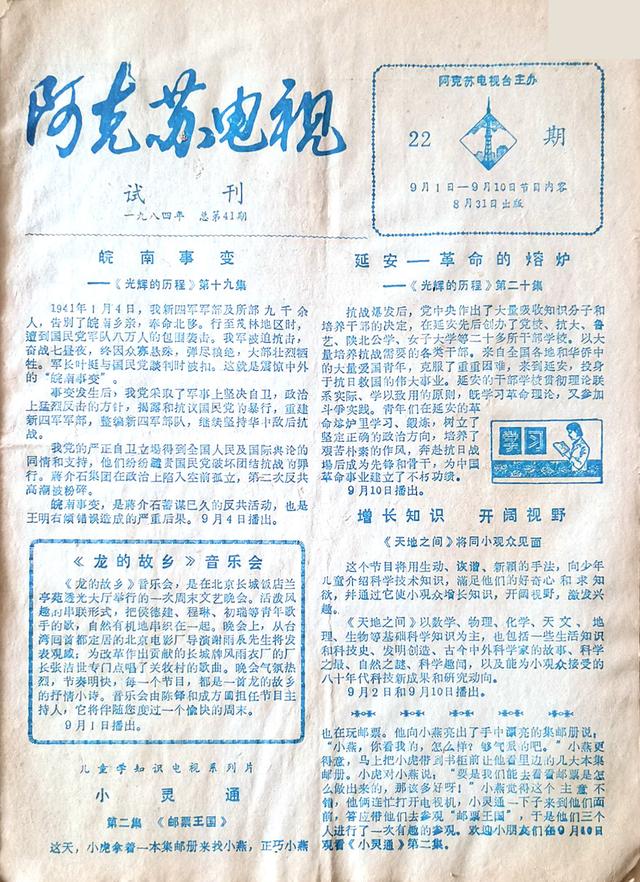 阿克苏电视
试刊
一九八四年 总第41期
阿克苏电视台主办
22 期
9月1日—9月10日节目内容
8月31日出版
皖南事变
——《光辉的历程》第十九集
1941年1月4日，我新四军军部及所部九千余
人，告别了皖南乡亲，奉命北移。行至茂林地区时，
遭到国民党军队八万人的包围袭击。我军被迫抗击，
奋战七昼夜，终因众寡悬殊，弹尽粮绝，大部壮烈牺
牲。军长叶挺与国民党谈判时被扣。这就是震惊中外
的“皖南事变”。
事变发生后，我党采取了军事上坚决自卫，政治
上猛烈反击的方针，揭露和抗议国民党的暴行，重建
新四军军部，整编新四军部队，继续坚持华中敌后抗
战。
我党的严正自卫立场得到全国人民及国际舆论的
同情和支持，他们纷纷谴责国民党破坏团结抗战的罪
行。蒋介石集团在政治上陷入空前孤立，第二次反共
高潮被粉碎。
皖南事变，是蒋介石蓄谋已久的反共活动，也是
王明右倾错误造成的严重后果。9月4日播出。
《龙的故乡》音乐会
《龙的故乡》音乐会，是在北京长城饭店兰
亭苑透光大厅举行的一次周末文艺晚会。活泼风
趣的串联形式，把侯德建、程琳、初瑞等青年歌
手的歌，自然有机地串织在一起。晚会上，从台
湾回首都定居的北京电影厂导演谢雨辰先生将发
表观感；为改革作出贡献的长城牌风雨衣厂的厂
长张洁世专门点唱了关牧村的歌曲。晚会气氛热
烈，节奏明快，每一个节目，都是一首龙的故乡
的抒情小诗。音乐会由陈铎和成方圆担任节目主
持人，它将伴随您度过一个愉快的周末。
9月1日播出。
儿童学知识电视系列片
小灵通
第二集 《邮票王国》
这天，小虎拿着一本集邮册来找小燕，正巧小燕
延安—革命的熔炉
——《光辉的历程》第二十集
抗战爆发后，党中央作出了大量吸收知识分子和
培养干部的决定，在延安先后创办了党校、抗大、鲁
艺、陕北公学、女子大学等二十多所干部学校。以大
量培养抗战需要的各类干部。来自全国各地和华侨中
的大量爱国青年，克服了重重困难，来到延安，投身
于抗日救国的伟大事业。延安的干部学校贯彻理论联
系实际、学以致用的原则，既学习革命理论，又参加
斗争实践。青年们在延安的革
命熔炉里学习、锻炼，树立了
坚定正确的政治方向，培养了
艰苦朴素的作风，奔赴抗日战
场后成为先锋和骨干，为中国
革命事业建立了不朽功绩。
9月10日播出。
学习
增长知识 开阔视野
《天地之间》将同小观众见面
这个节目将用生动、诙谐、新颖的手法，向少年
儿童介绍科学技术知识，满足他们的好奇心和求知
欲，并通过它使小观众增长知识，开阔视野，激发兴
趣。
《天地之间》以数学、物理、化学、天文、地
理、生物等基础科学知识为主，也包括一些生活知识
和科技史、发明创造、古今中外科学家的故事、科学
之最、自然之谜、科学趣闻，以及能为小观众接受的
八十年代科技新成果和研究动向。
9月2日和9月10日播出。
也在玩邮票。他向小燕亮出了手中漂亮的集邮册说：
“小燕，你看我的，怎么样？够气派的吧。”小燕更
得意，马上把小虎带到书柜前让他看里边的几大本集
邮册。小虎对小燕说：“要是我们能去看看邮票是怎
么做出来的，那该多好呀！”小燕觉得这个主意不
错，他俩连忙打开电视机，小灵通一下子来到他们面
前，答应带他们去参观“邮票王国”，于是他们三个
人进行了一次有趣的参观。欢迎小朋友们在9月10日
观看《小灵通》第二集。